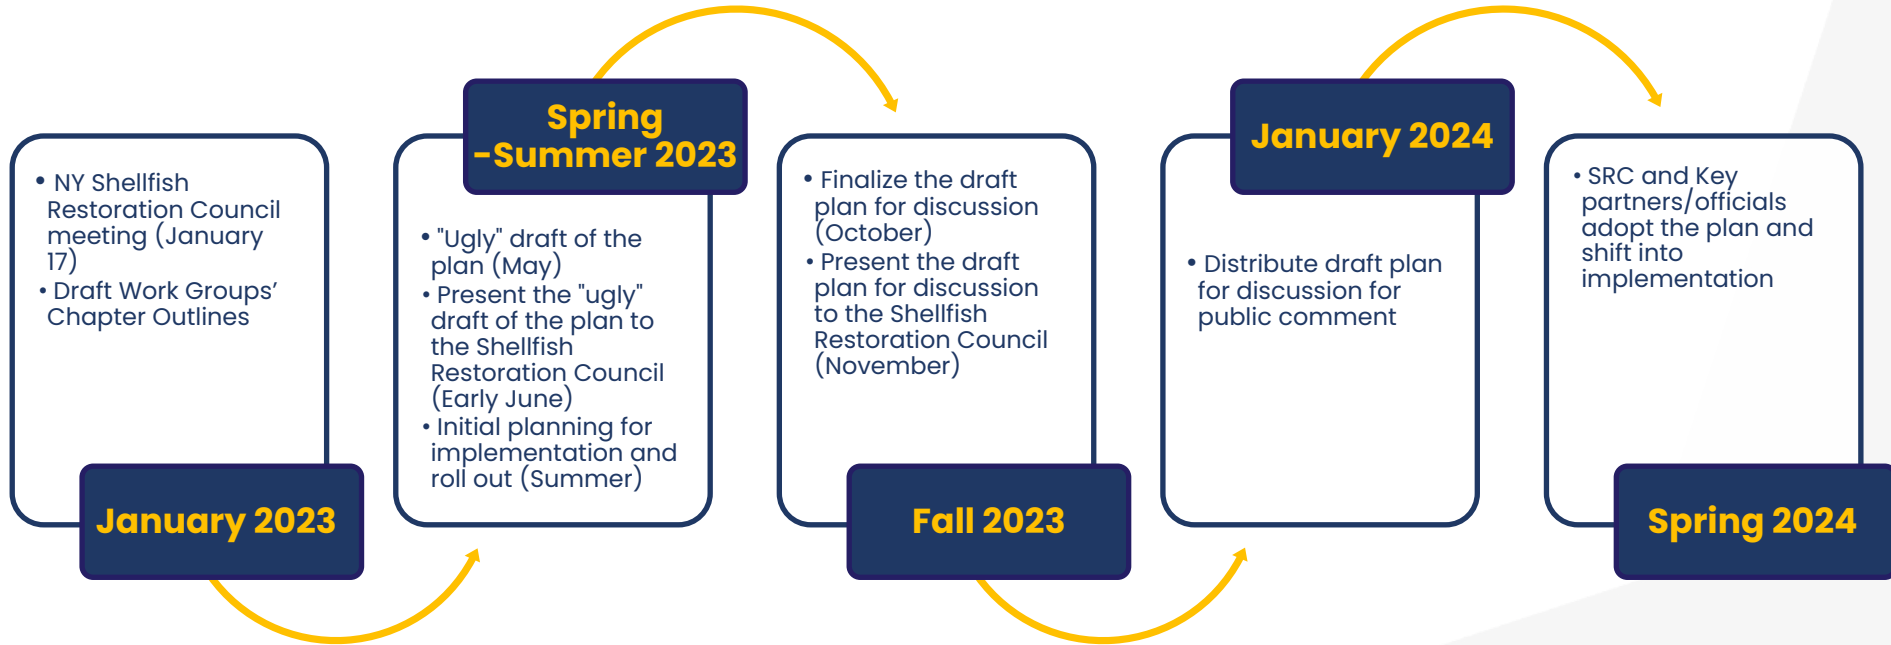 • NY Shellfish
Restoration Council
meeting (January
17)
• Draft Work Groups’
Chapter Outlines
January 2023
Spring
-Summer 2023
• "Ugly" draft of the
plan (May)
• Present the "ugly"
draft of the plan to
the Shellfish
Restoration Council
(Early June)
• Initial planning for
implementation and
roll out (Summer)
• Finalize the draft
plan for discussion
(October)
• Present the draft
plan for discussion
to the Shellfish
Restoration Council
(November)
Fall 2023
January 2024
• Distribute draft plan
for discussion for
public comment
• SRC and Key
partners/officials
adopt the plan and
shift into
implementation
Spring 2024